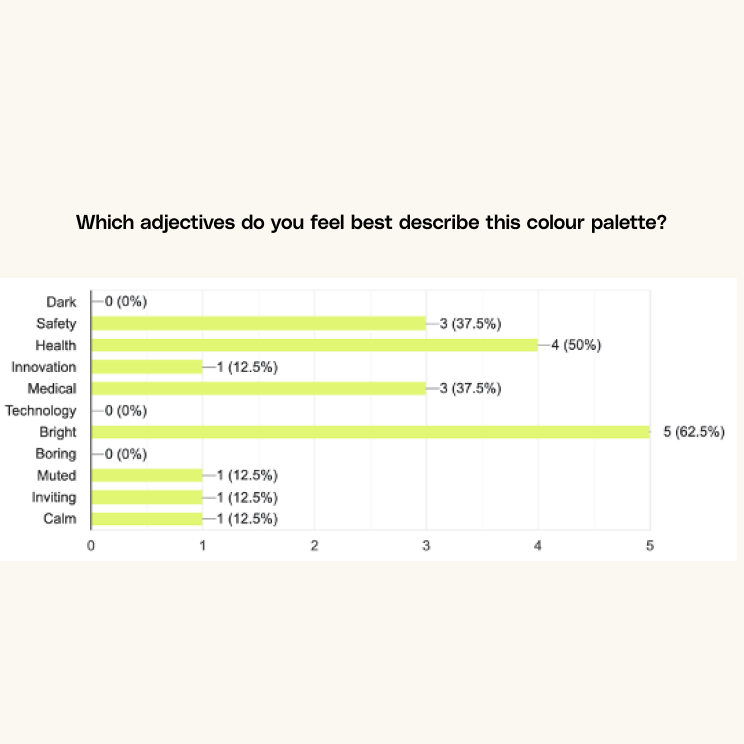 Which adjectives do you feel best describe this colour palette?
Dark 0 (0%)
Safety 3 (37.5%)
Health 4 (50%)
Innovation 1 (12.5%)
Medical 3 (37.5%)
Technology 0 (0%)
Bright 5 (62.5%)
Boring 0 (0%)
Muted 1 (12.5%)
Inviting 1 (12.5%)
Calm 1 (12.5%)
0 1 2 3 4 5